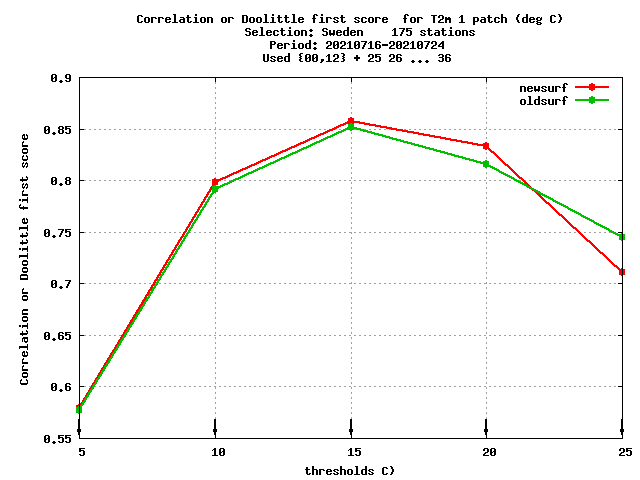 Correlation or Doolittle first score  for T2m 1 patch (deg C)
Selection: Sweden    175 stations
Period: 20210716-20210724
Used {00,12} + 25 26 ... 36
newsurf
oldsurf
Correlation or Doolittle first score
0.9
0.85
0.8
0.75
0.7
0.65
0.6
0.55
5 10 15 20 25
thresholds C)